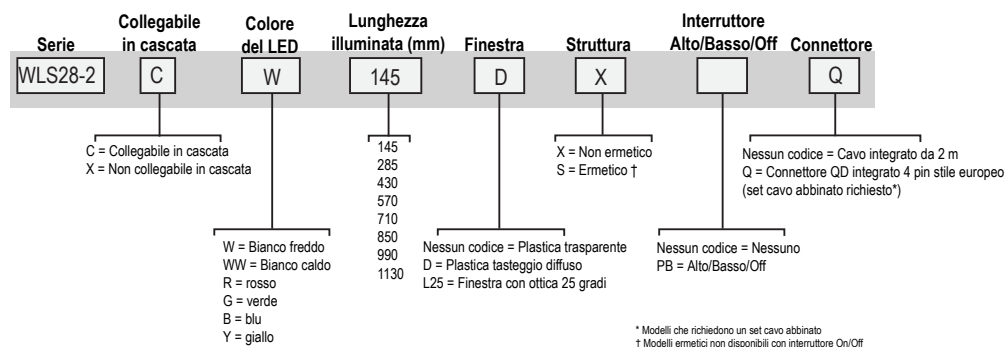 Serie
Collegabile
in cascata
Colore
del LED
Lunghezza
illuminata (mm)
Finestra
Struttura
Interruttore
Alto/Basso/Off
Connettore
WLS28-2
C
W
145
D
X
Q
C = Collegabile in cascata
X = Non collegabile in cascata
W = Bianco freddo
WW = Bianco caldo
R = rosso
G = verde
B = blu
Y = giallo
145
285
430
570
710
850
990
1130
Nessun codice = Plastica trasparente
D = Plastica tasteggio diffuso
L25 = Finestra con ottica 25 gradi
X = Non ermetico
S = Ermetico †
Nessun codice = Nessuno
PB = Alto/Basso/Off
Nessun codice = Cavo integrato da 2 m
Q = Connettore QD integrato 4 pin stile europeo
(set cavo abbinato richiesto*)
* Modelli che richiedono un set cavo abbinato
† Modelli ermetici non disponibili con interruttore On/Off